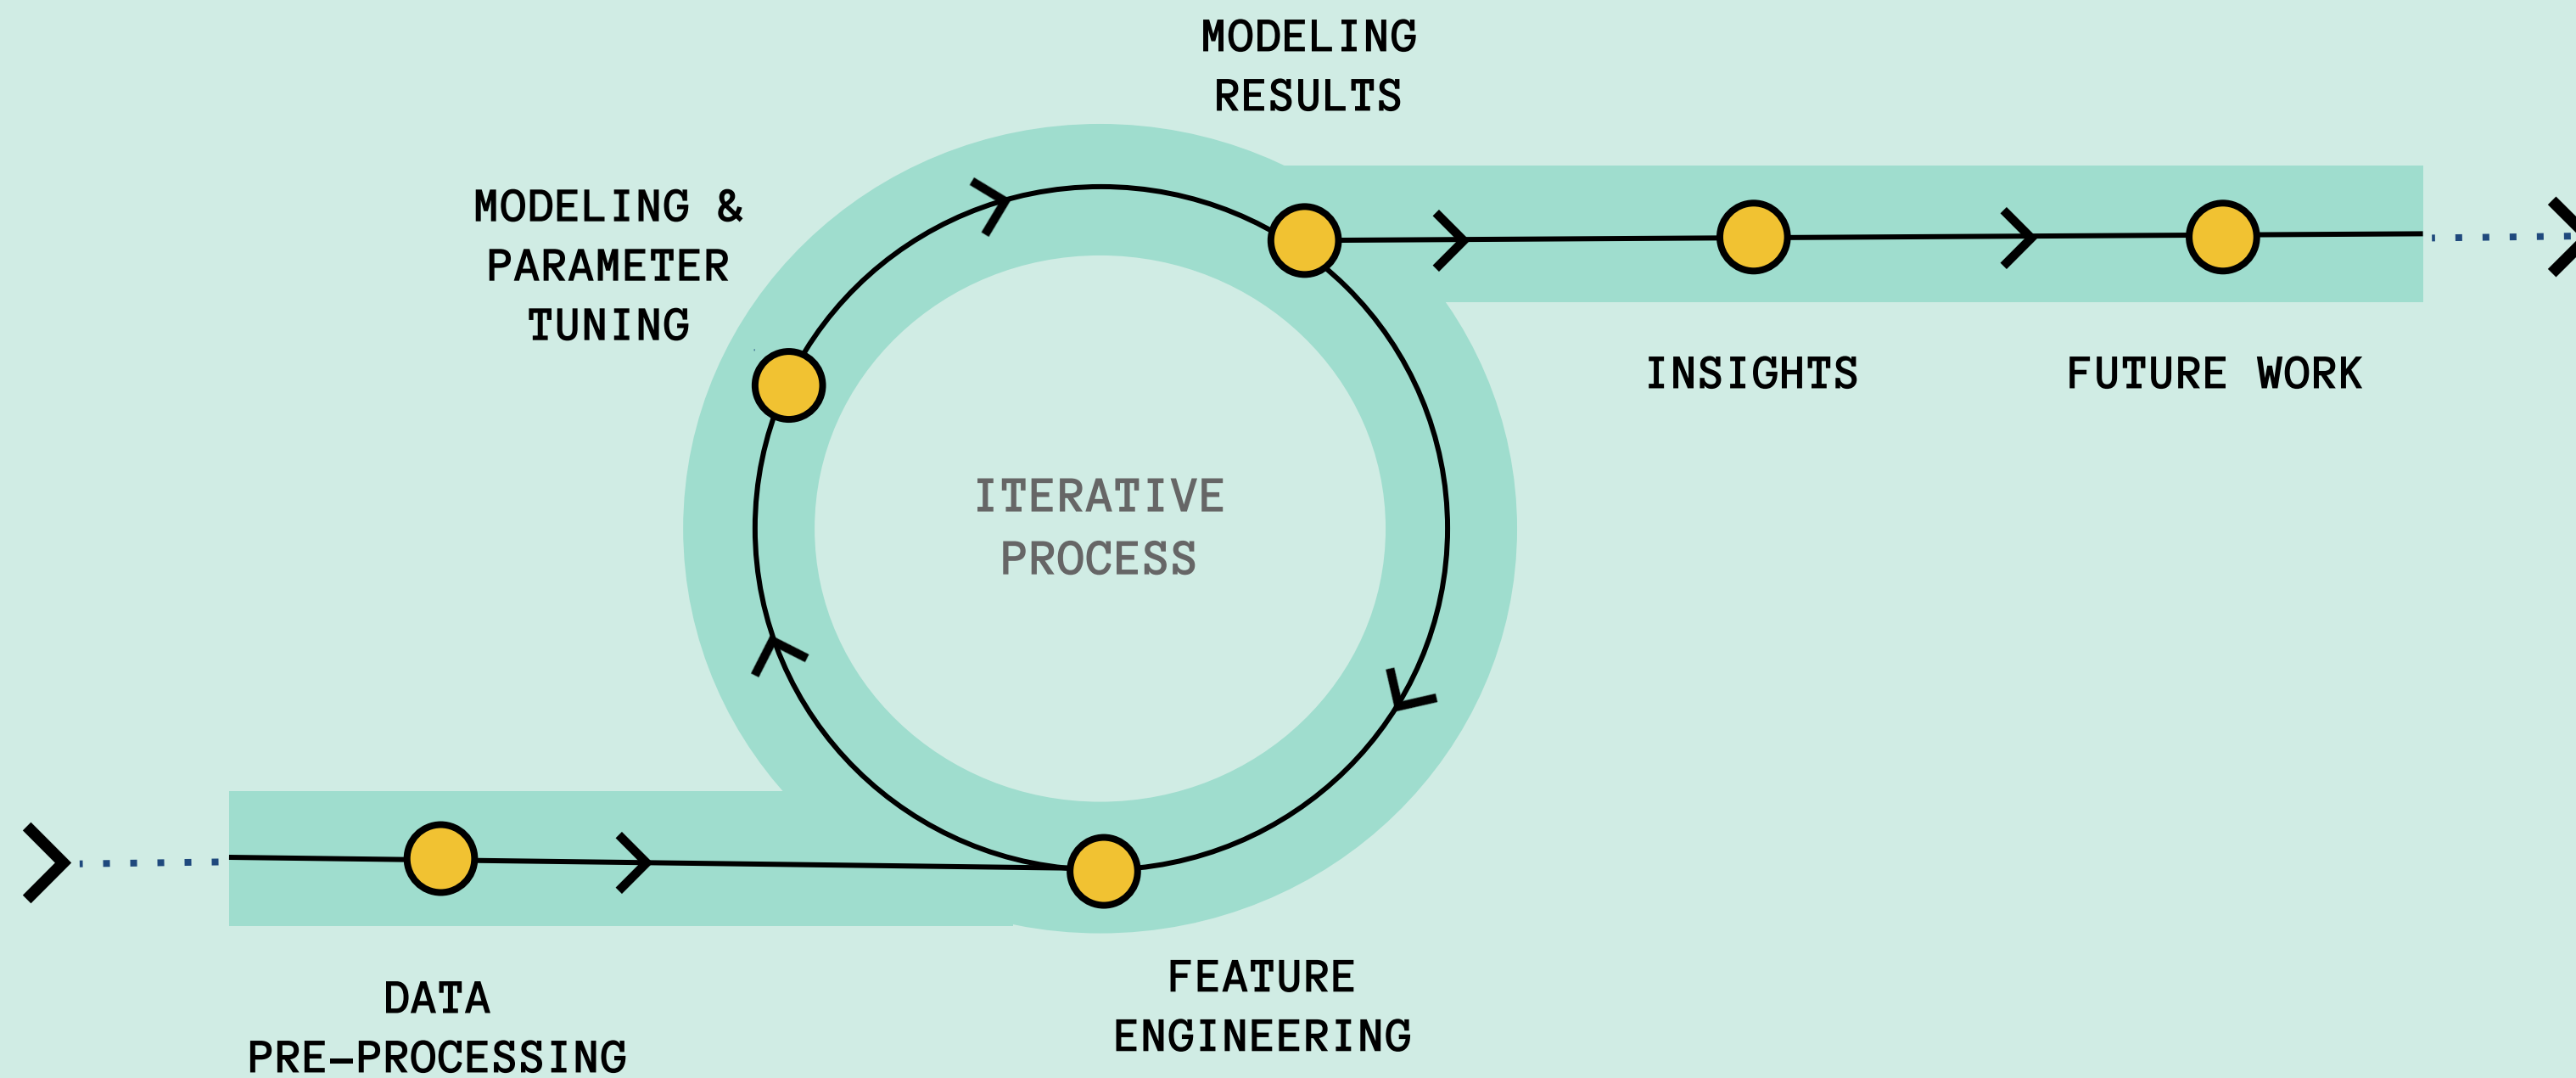 MODELING
RESULTS
MODELING &
PARAMETER
TUNING
INSIGHTS
FUTURE WORK
ITERATIVE
PROCESS
FEATURE
ENGINEERING
DATA
PRE–PROCESSING